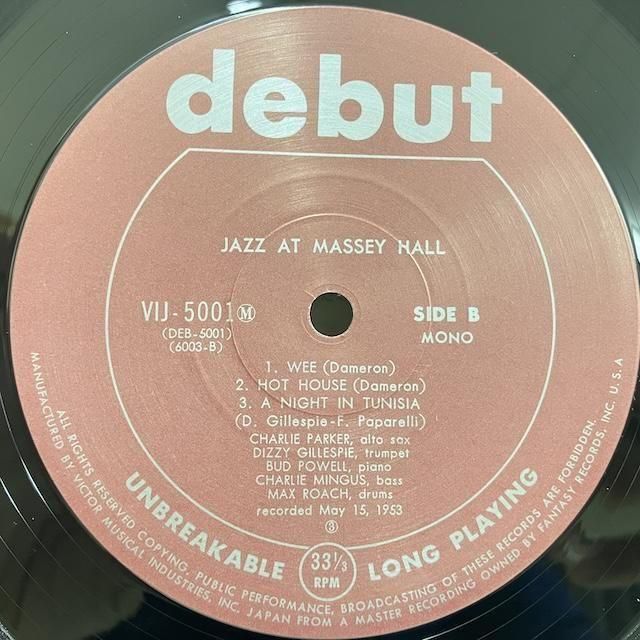 debut
JAZZ AT MASSEY HALL
VIJ-5001 Ⓜ
(DEB-5001)
(6003-B)
SIDE B
MONO
1. WEE (Dameron)
2. HOT HOUSE (Dameron)
3. A NIGHT IN TUNISIA
(D. Gillespie-F. Paparelli)
CHARLIE PARKER, alto sax
DIZZY GILLESPIE, trumpet
BUD POWELL, piano
CHARLIE MINGUS, bass
MAX ROACH, drums
recorded May 15, 1953
③
UNBREAKABLE
33⅓
RPM
LONG PLAYING
ALL RIGHTS RESERVED COPYING, PUBLIC PERFORMANCE, BROADCASTING OF THESE RECORDS ARE FORBIDDEN.
MANUFACTURED BY VICTOR MUSICAL INDUSTRIES, INC. JAPAN FROM A MASTER RECORDING OWNED BY FANTASY RECORDS, INC. U.S.A